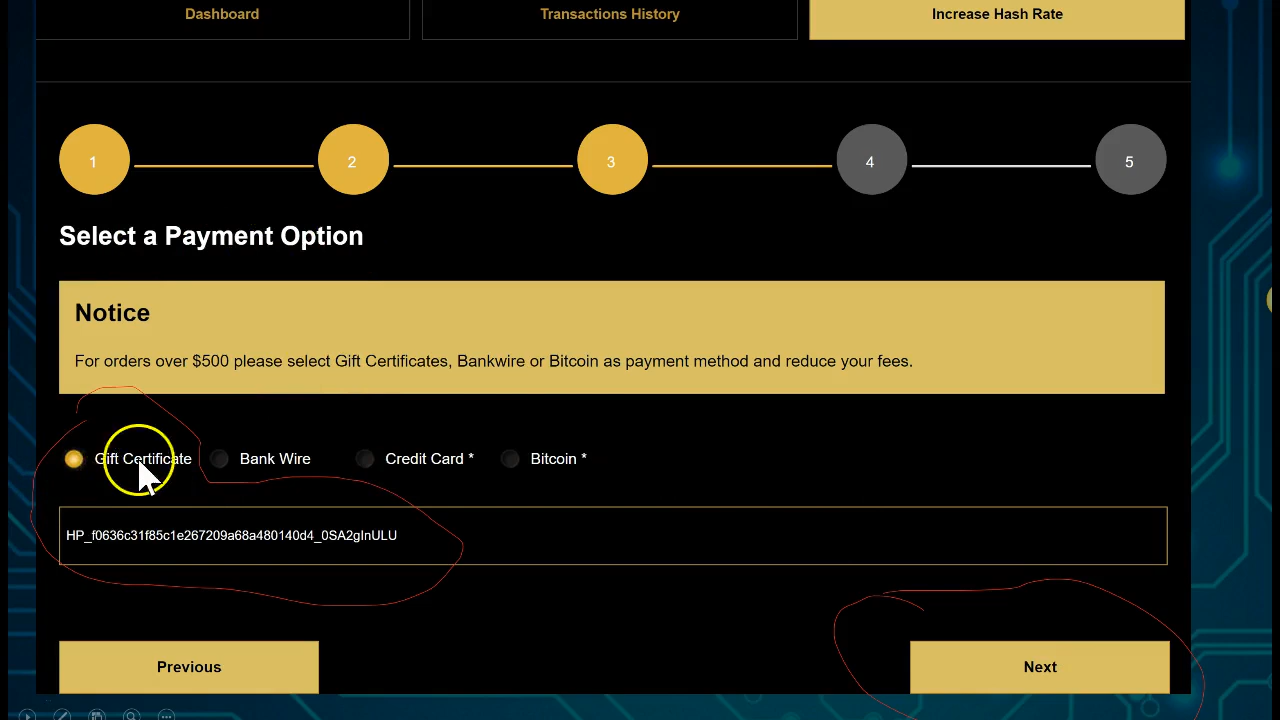 Dashboard
Transactions History
Increase Hash Rate
1
2
3
4
5
Select a Payment Option
Notice
For orders over $500 please select Gift Certificates, Bankwire or Bitcoin as payment method and reduce your fees.
Gift Certificate
Bank Wire
Credit Card *
Bitcoin *
HP_f0636c31f85c1e267209a68a480140d4_0SA2gInULU
Previous
Next